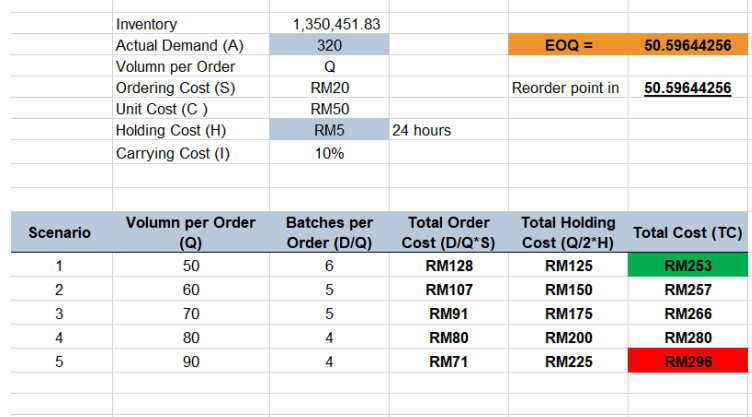 Inventory 1,350,451.83
Actual Demand (A) 320 EOQ = 50.59644256
Volumn per Order Q
Ordering Cost (S) RM20 Reorder point in 50.59644256
Unit Cost (C ) RM50
Holding Cost (H) RM5 24 hours
Carrying Cost (I) 10%
Scenario Volumn per Order (Q) Batches per Order (D/Q) Total Order Cost (D/Q*S) Total Holding Cost (Q/2*H) Total Cost (TC)
1 50 6 RM128 RM125 RM253
2 60 5 RM107 RM150 RM257
3 70 5 RM91 RM175 RM266
4 80 4 RM80 RM200 RM280
5 90 4 RM71 RM225 RM296